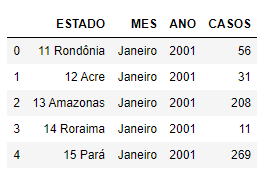 ESTADO MES ANO CASOS
0 11 Rondônia Janeiro 2001 56
1 12 Acre Janeiro 2001 31
2 13 Amazonas Janeiro 2001 208
3 14 Roraima Janeiro 2001 11
4 15 Pará Janeiro 2001 269